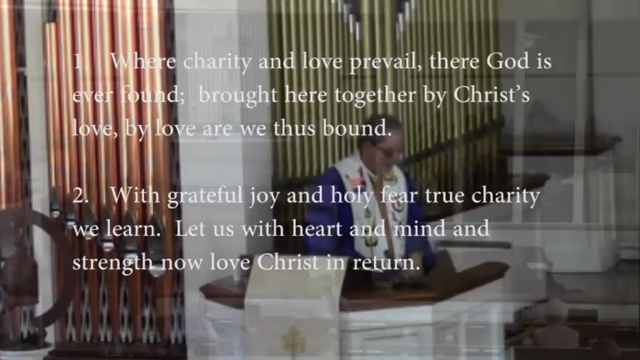 1. Where charity and love prevail, there God is
ever found; brought here together by Christ's
love, by love are we thus bound.
2. With grateful joy and holy fear true charity
we learn. Let us with heart and mind and
strength now love Christ in return.